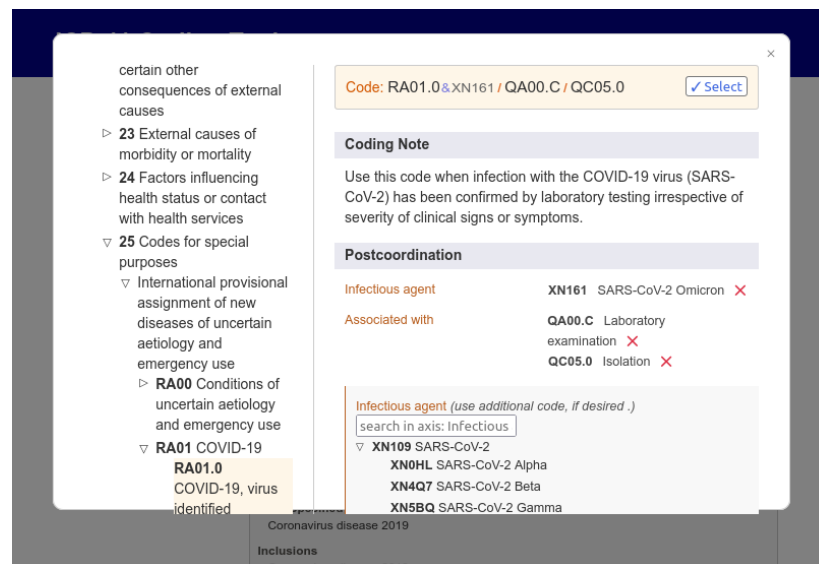 ×
certain other
consequences of external
causes
▷ 23 External causes of
morbidity or mortality
▷ 24 Factors influencing
health status or contact
with health services
▽ 25 Codes for special
purposes
▽ International provisional
assignment of new
diseases of uncertain
aetiology and
emergency use
▷ RA00 Conditions of
uncertain aetiology
and emergency use
▽ RA01 COVID-19
RA01.0
COVID-19, virus
identified
Code: RA01.0&XN161 / QA00.C / QC05.0
✓ Select
Coding Note
Use this code when infection with the COVID-19 virus (SARS-
CoV-2) has been confirmed by laboratory testing irrespective of
severity of clinical signs or symptoms.
Postcoordination
Infectious agent XN161 SARS-CoV-2 Omicron ✕
Associated with QA00.C Laboratory
examination ✕
QC05.0 Isolation ✕
Infectious agent (use additional code, if desired .)
search in axis: Infectious
▽ XN109 SARS-CoV-2
XN0HL SARS-CoV-2 Alpha
XN4Q7 SARS-CoV-2 Beta
XN5BQ SARS-CoV-2 Gamma
Coronavirus disease 2019
Inclusions